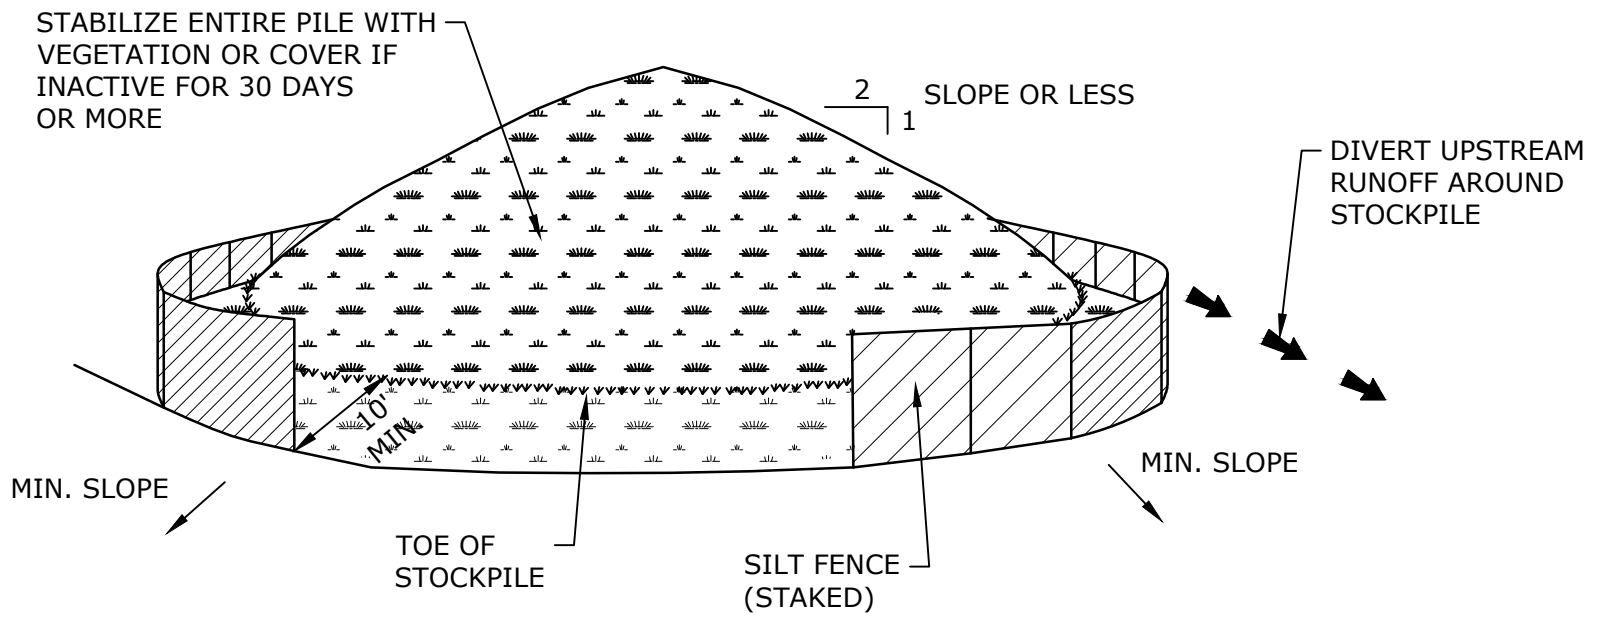 STABILIZE ENTIRE PILE WITH
VEGETATION OR COVER IF
INACTIVE FOR 30 DAYS
OR MORE
2
1
SLOPE OR LESS
DIVERT UPSTREAM
RUNOFF AROUND
STOCKPILE
10'
MIN.
MIN. SLOPE
MIN. SLOPE
TOE OF
STOCKPILE
SILT FENCE
(STAKED)